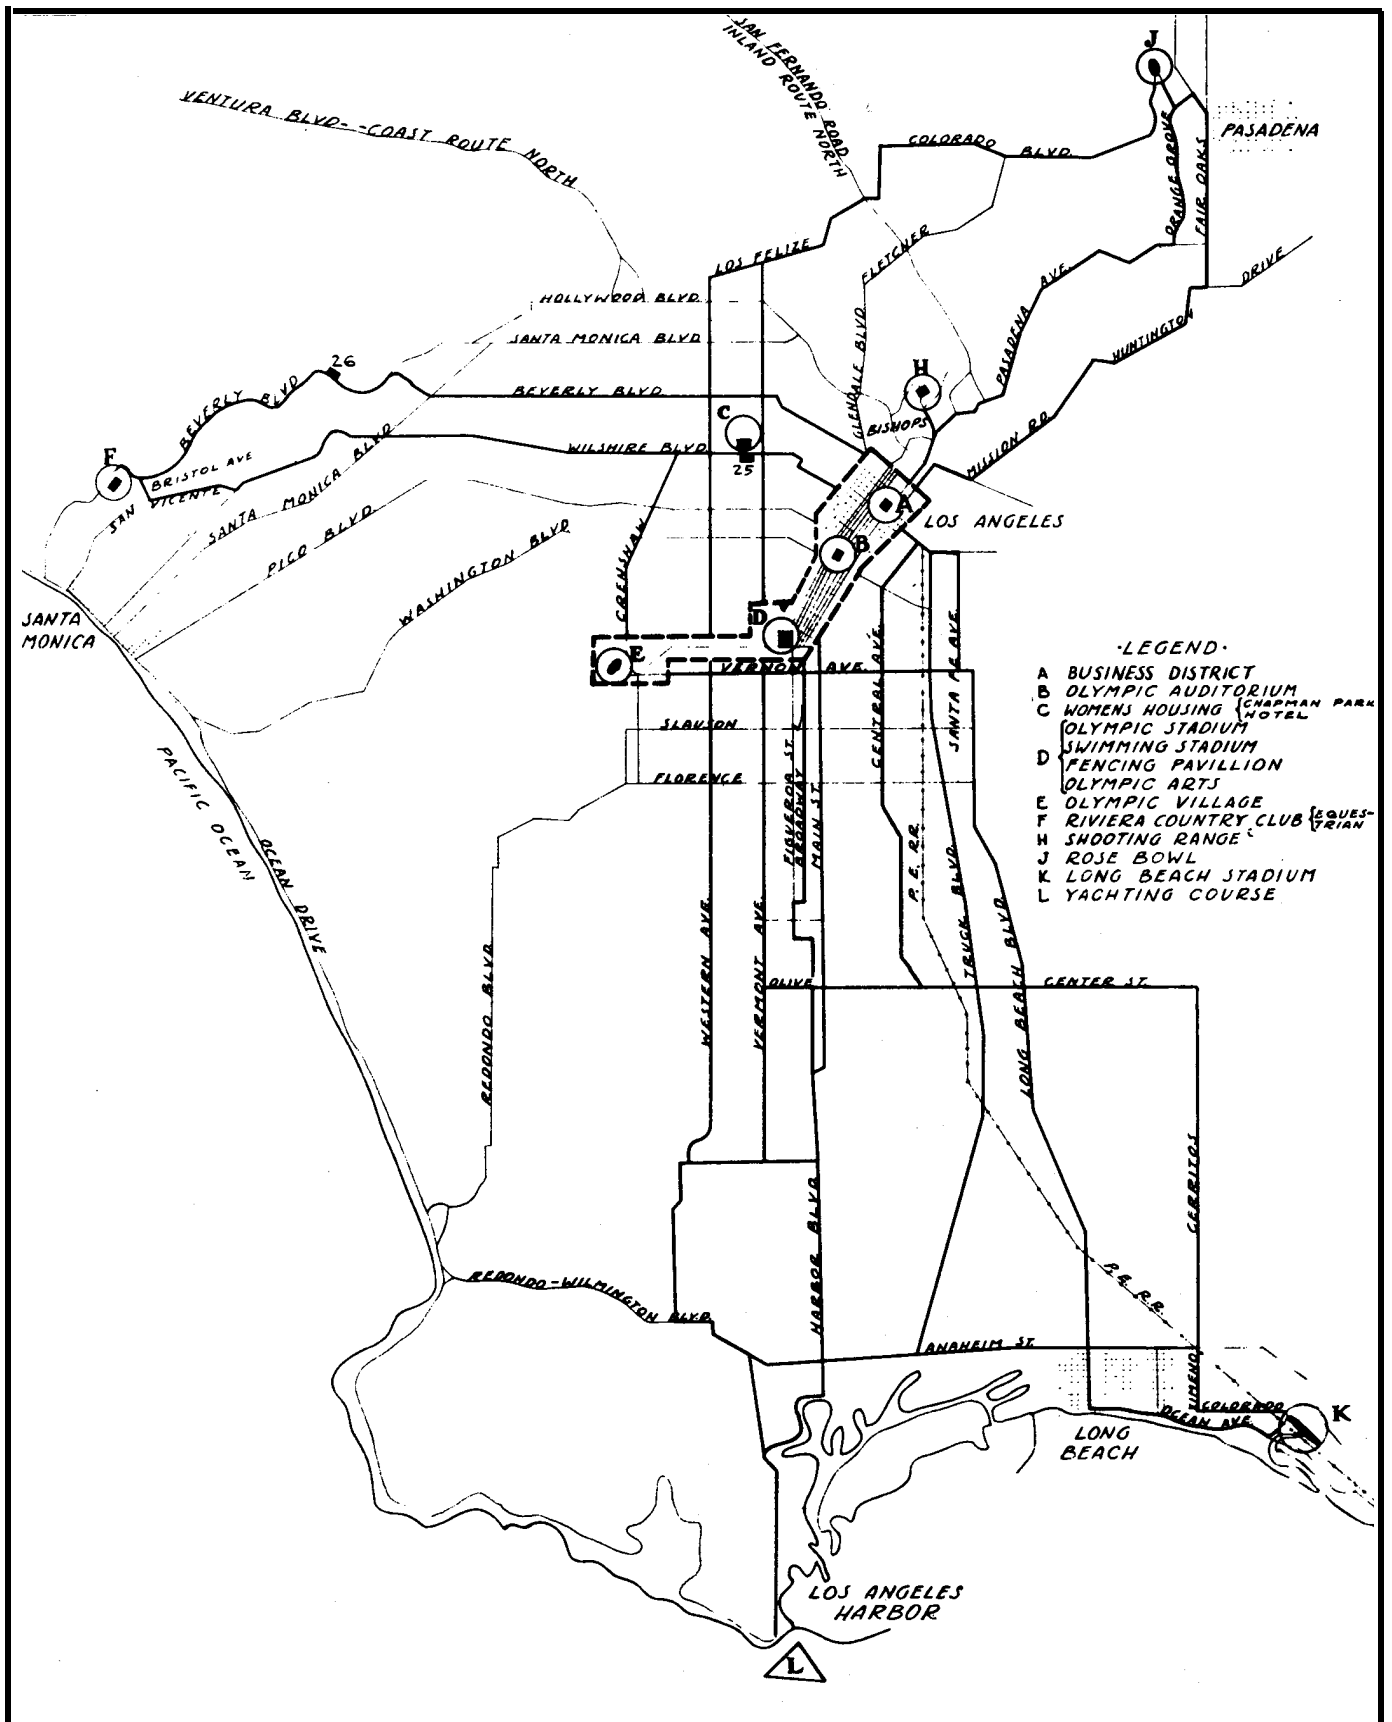 J
SAN FERNANDO ROAD
INLAND ROUTE NORTH
VENTURA BLVD--COAST ROUTE NORTH
COLORADO BLVD.
PASADENA
ORANGE GROVE
FAIR OAKS
LOS FELIZE
FLETCHER
DRIVE
HOLLYWOOD BLVD
PASADENA AVE.
SANTA MONICA BLVD
GLENDALE BLVD.
HUNTINGTON
26
H
BEVERLY BLVD
BEVERLY BLVD.
C
BISHOPS
MISSION RD.
F
WILSHIRE BLVD.
25
BRISTOL AVE
SAN VICENTE
SANTA MONICA BLVD
A
LOS ANGELES
PICO BLVD
CRENSHAW
B
WASHINGTON BLVD
SANTA
MONICA
D
E
VERNON AVE.
CENTRAL AVE.
SANTA FE AVE.
·LEGEND·
A BUSINESS DISTRICT
B OLYMPIC AUDITORIUM
C WOMENS HOUSING {CHAPMAN PARK
HOTEL
OLYMPIC STADIUM
SWIMMING STADIUM
D { FENCING PAVILLION
OLYMPIC ARTS
E OLYMPIC VILLAGE
F RIVIERA COUNTRY CLUB {EQUES-
TRIAN
H SHOOTING RANGE
J ROSE BOWL
K LONG BEACH STADIUM
L YACHTING COURSE
SLAUSON
FLORENCE
PACIFIC OCEAN
OCEAN DRIVE
FIGUEROA ST.
BROADWAY
MAIN ST.
P. E. RR.
TRUCK BLVD.
LONG BEACH BLVD.
REDONDO BLVD
WESTERN AVE.
VERMONT AVE.
OLIVE
CENTER ST.
CERRITOS
HARBOR BLVD
P. E. R.R.
REDONDO-WILMINGTON BLVD.
ANAHEIM ST.
XIMENO
COLORADO
OCEAN AVE.
K
LONG
BEACH
LOS ANGELES
HARBOR
L